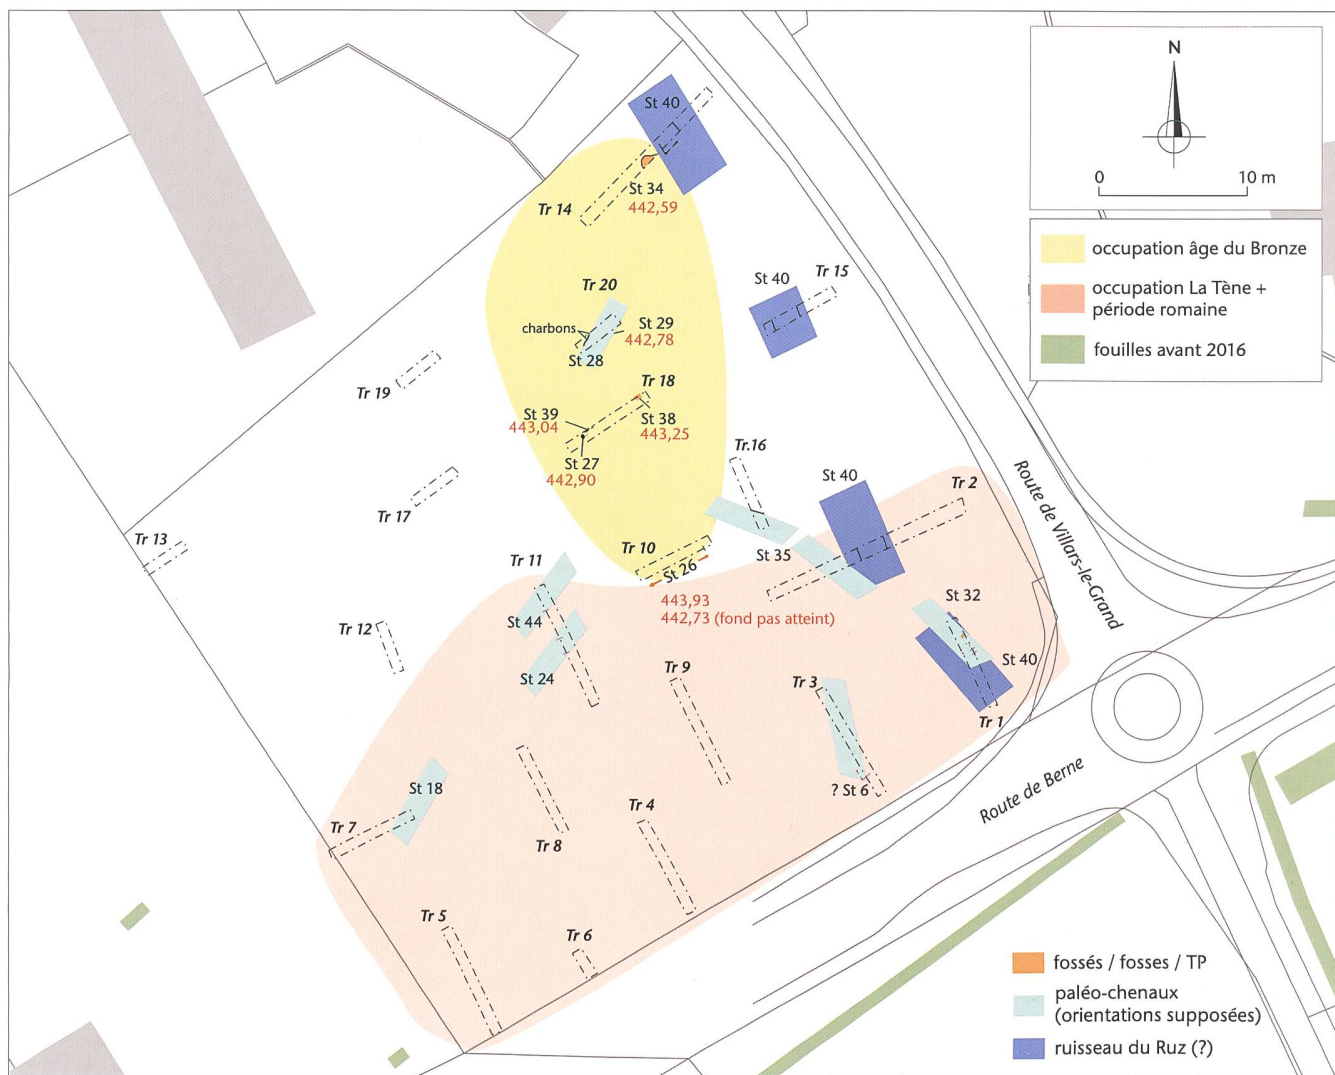 N
0 10 m
occupation âge du Bronze
occupation La Tène +
période romaine
fouilles avant 2016
St 40
St 34
Tr 14
442,59
Tr 20
St 40
Tr 15
charbons
St 29
442,78
St 28
Tr 19
Tr 18
St 39
443,04
St 38
443,25
St 27
442,90
Tr.16
Tr 17
St 40
Tr 2
Route de Villars-le-Grand
Tr 13
Tr 11
Tr 10
St 26
St 35
443,93
442,73 (fond pas atteint)
St 32
St 44
Tr 12
St 24
Tr 9
Tr 3
St 40
Tr 1
St 18
? St 6
Route de Berne
Tr 7
Tr 8
Tr 4
Tr 5
Tr 6
fossés / fosses / TP
paléo-chenaux
(orientations supposées)
ruisseau du Ruz (?)